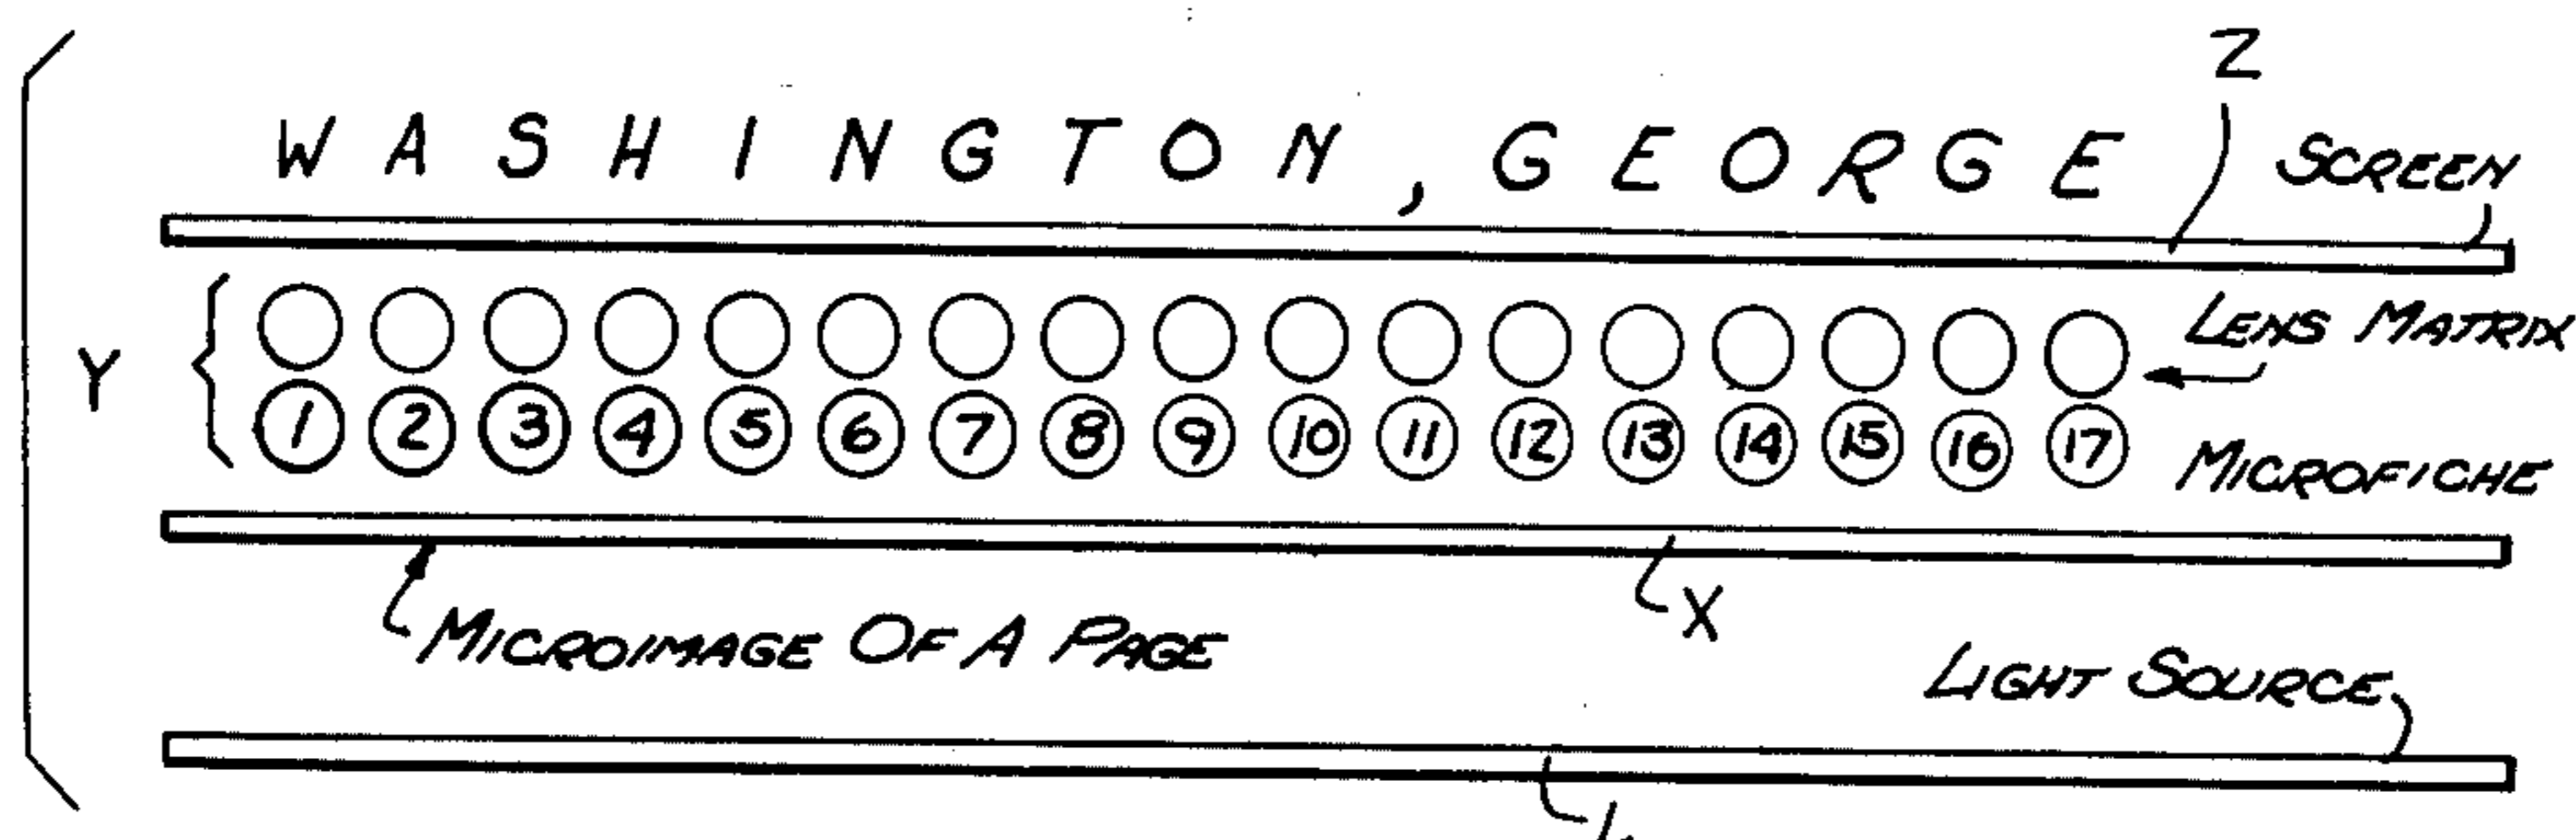 Z
WASHINGTON, GEORGE
SCREEN
LENS MATRIX
Y
1 2 3 4 5 6 7 8 9 10 11 12 13 14 15 16 17
MICROFICHE
X
MICROIMAGE OF A PAGE
LIGHT SOURCE